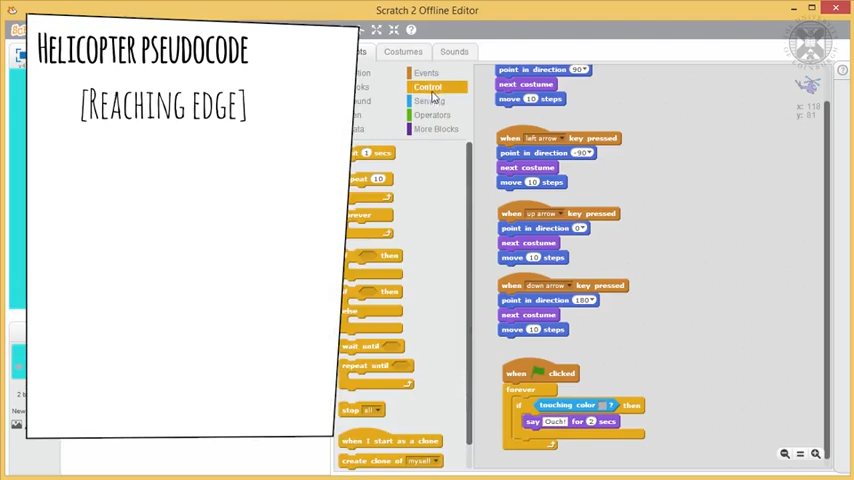 Scratch 2 Offline Editor
HELICOPTER PSEUDOCODE
[REACHING EDGE]
Costumes
Sounds
Events
Control
Sensing
Operators
More Blocks
1 secs
repeat 10
forever
then
then
else
wait until
repeat until
stop all
when I start as a clone
create clone of myself
point in direction 90
next costume
move 10 steps
when left arrow key pressed
point in direction -90
next costume
move 10 steps
when up arrow key pressed
point in direction 0
next costume
move 10 steps
when down arrow key pressed
point in direction 180
next costume
move 10 steps
when clicked
forever
if touching color ? then
say Ouch! for 2 secs
x: 118
y: 81